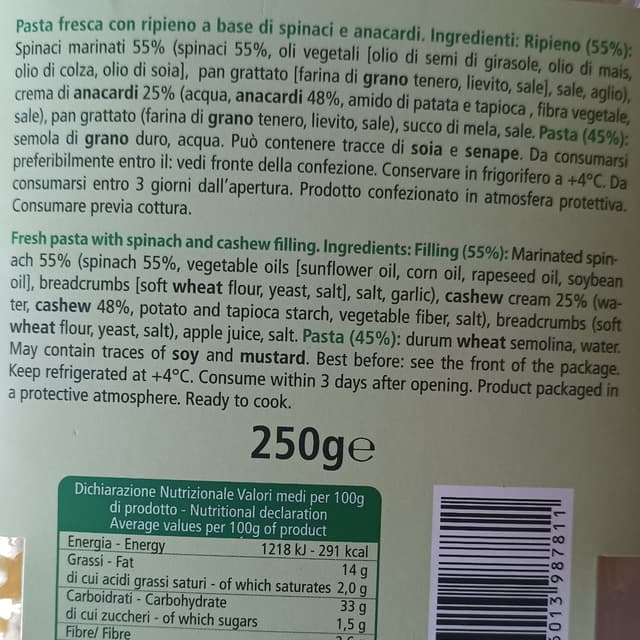 Pasta fresca con ripieno a base di spinaci e anacardi. Ingredienti: Ripieno (55%):
Spinaci marinati 55% (spinaci 55%, oli vegetali [olio di semi di girasole, olio di mais,
olio di colza, olio di soia], pan grattato [farina di grano tenero, lievito, sale], sale, aglio),
crema di anacardi 25% (acqua, anacardi 48%, amido di patata e tapioca , fibra vegetale,
sale), pan grattato (farina di grano tenero, lievito, sale), succo di mela, sale. Pasta (45%):
semola di grano duro, acqua. Può contenere tracce di soia e senape. Da consumarsi
preferibilmente entro il: vedi fronte della confezione. Conservare in frigorifero a +4°C. Da
consumarsi entro 3 giorni dall'apertura. Prodotto confezionato in atmosfera protettiva.
Consumare previa cottura.
Fresh pasta with spinach and cashew filling. Ingredients: Filling (55%): Marinated spin-
ach 55% (spinach 55%, vegetable oils [sunflower oil, corn oil, rapeseed oil, soybean
oil], breadcrumbs [soft wheat flour, yeast, salt], salt, garlic), cashew cream 25% (wa-
ter, cashew 48%, potato and tapioca starch, vegetable fiber, salt), breadcrumbs (soft
wheat flour, yeast, salt), apple juice, salt. Pasta (45%): durum wheat semolina, water.
May contain traces of soy and mustard. Best before: see the front of the package.
Keep refrigerated at +4°C. Consume within 3 days after opening. Product packaged in
a protective atmosphere. Ready to cook.
250g℮
Dichiarazione Nutrizionale Valori medi per 100g
di prodotto - Nutritional declaration
Average values per 100g of product
Energia - Energy 1218 kJ - 291 kcal
Grassi - Fat 14 g
di cui acidi grassi saturi - of which saturates 2,0 g
Carboidrati - Carbohydrate 33 g
di cui zuccheri - of which sugars 1,5 g
Fibre/ Fibre
013 987811